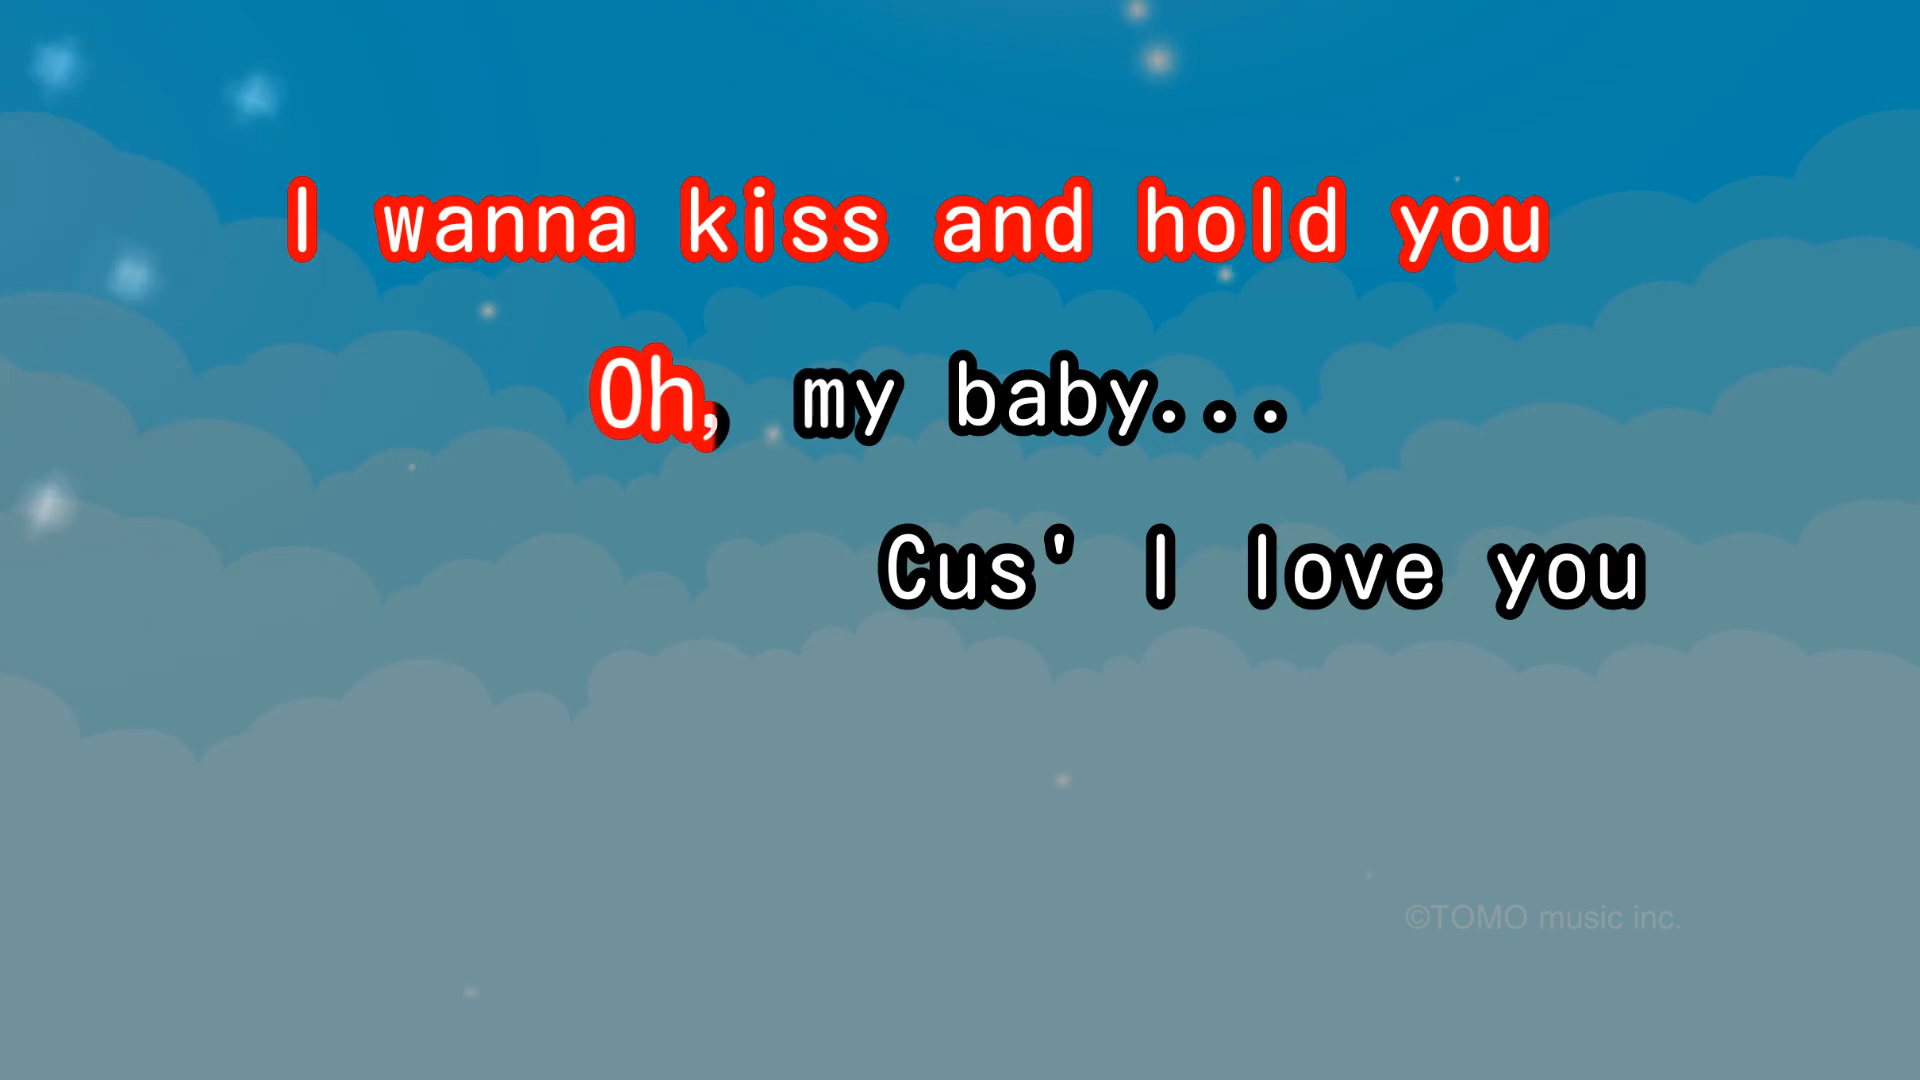 I wanna kiss and hold you
Oh, my baby...
Cus' I love you
©TOMO music inc.